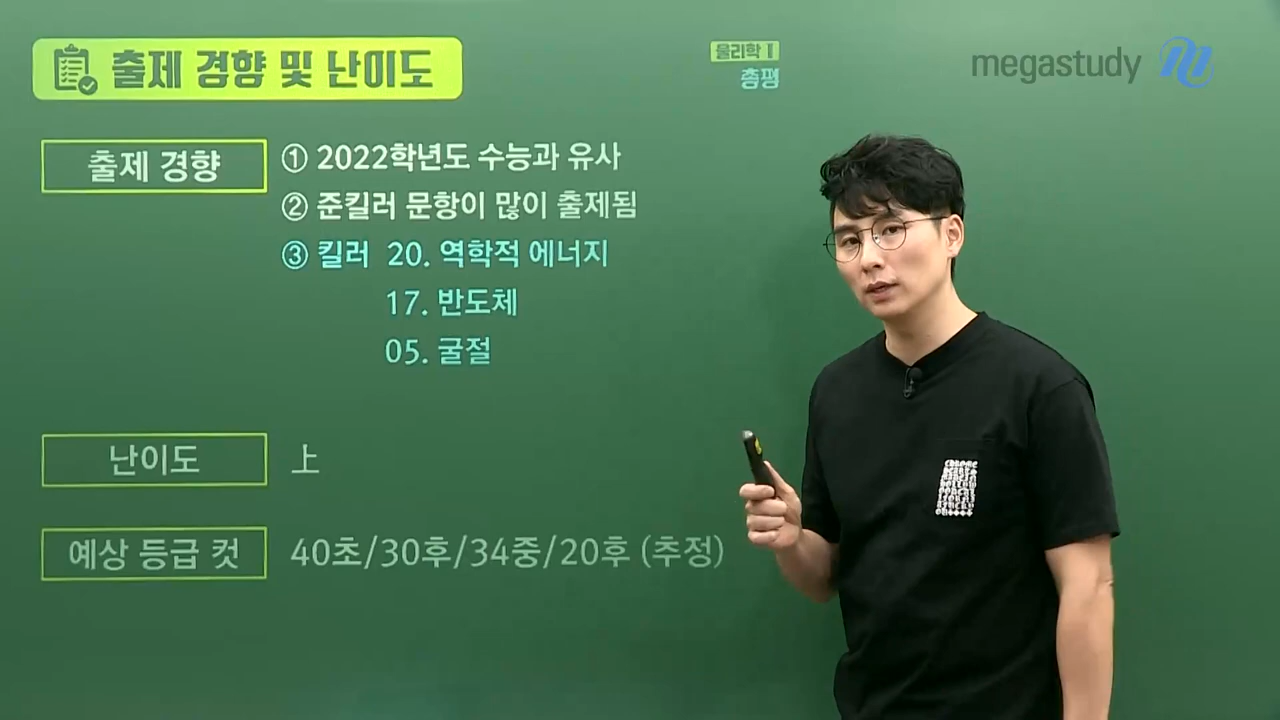 출제 경향 및 난이도
물리학 Ⅱ
총평
megastudy
출제 경향
① 2022학년도 수능과 유사
② 준킬러 문항이 많이 출제됨
③ 킬러 20. 역학적 에너지
17. 반도체
05. 굴절
난이도
上
예상 등급 컷
40초/30후/34중/20후 (추정)